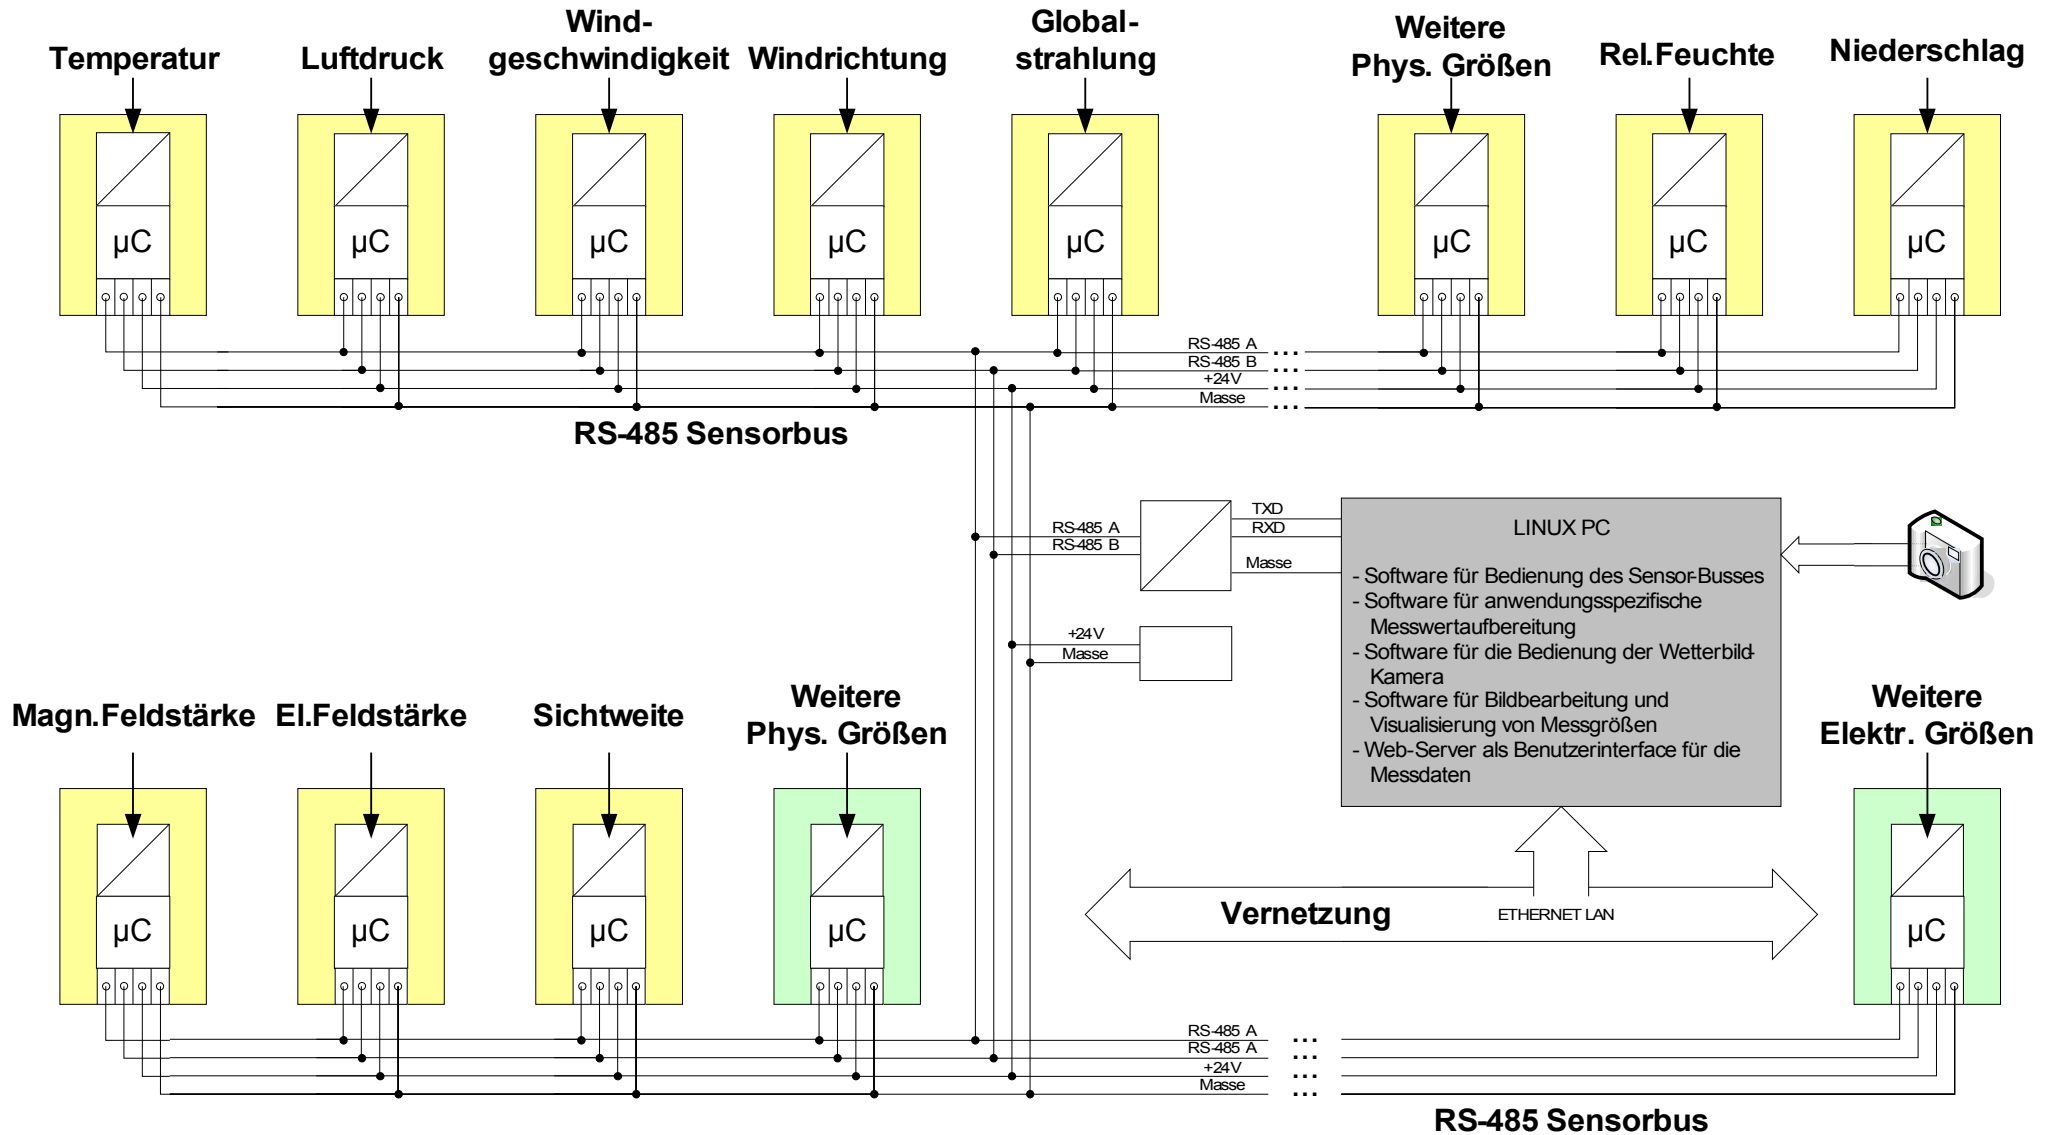 Temperatur
Luftdruck
Wind-
geschwindigkeit
Windrichtung
Global-
strahlung
Weitere
Phys. Größen
Rel.Feuchte
Niederschlag
µC
µC
µC
µC
µC
µC
µC
µC
RS-485 A
...
RS-485 B
...
+24V
...
Masse
...
RS-485 Sensorbus
RS-485 A
RS-485 B
TXD
RXD
Masse
+24V
Masse
LINUX PC
- Software für Bedienung des Sensor-Busses
- Software für anwendungsspezifische
Messwertaufbereitung
- Software für die Bedienung der Wetterbild-
Kamera
- Software für Bildbearbeitung und
Visualisierung von Messgrößen
- Web-Server als Benutzerinterface für die
Messdaten
Magn.Feldstärke
El.Feldstärke
Sichtweite
Weitere
Phys. Größen
Weitere
Elektr. Größen
µC
µC
µC
µC
µC
Vernetzung
ETHERNET LAN
RS-485 A
...
RS-485 A
...
+24V
...
Masse
...
RS-485 Sensorbus